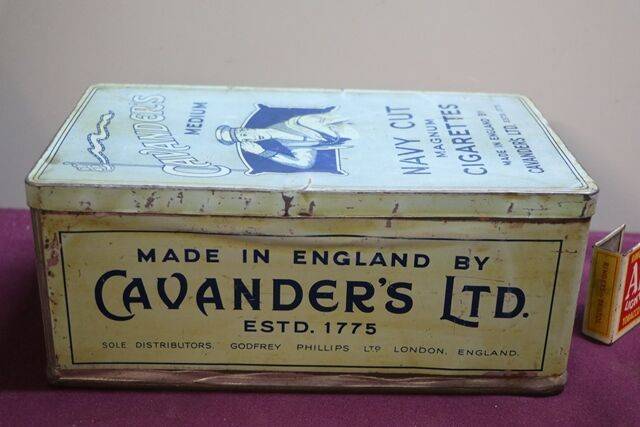 CAVANDER'S
MEDIUM
NAVY CUT
MAGNUM
CIGARETTES
MADE IN ENGLAND BY
CAVANDERS LTD.
MADE IN ENGLAND BY
CAVANDER'S LTD.
ESTD. 1775
SOLE DISTRIBUTORS. GODFREY PHILLIPS LTD LONDON. ENGLAND.